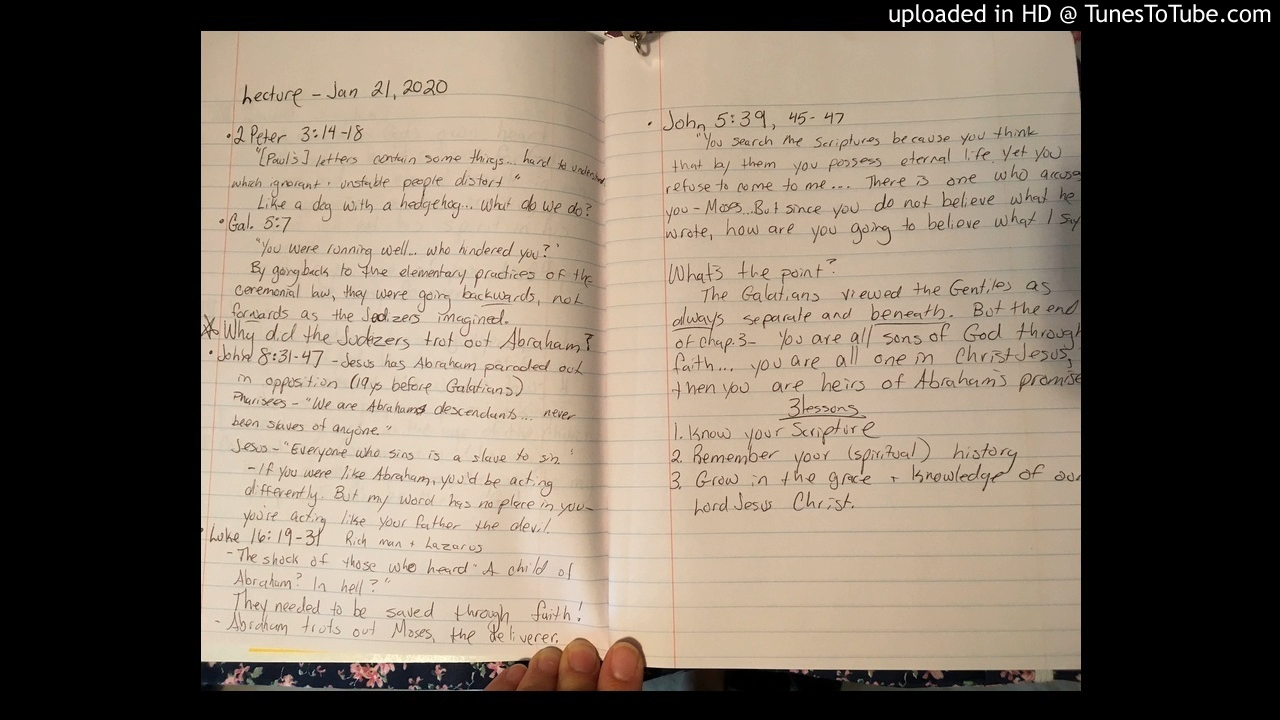 uploaded in HD @ TunesToTube.com
Lecture - Jan 21, 2020
• 2 Peter 3:14-18
"[Paul's] letters contain some things... hard to understand
which ignorant + unstable people distort"
Like a dog with a hedgehog... What do we do?
• Gal. 5:7
"You were running well... who hindered you?"
By going back to the elementary practices of the
ceremonial law, they were going backwards, not
forwards as the Judizers imagined.
Why did the Judezers trot out Abraham?
• John 8:31-47 - Jesus has Abraham paraded out
in opposition (19ys before Galatians)
Pharisees - "We are Abrahams descendants... never
been slaves of anyone."
Jesus - "Everyone who sins is a slave to sin."
- If you were like Abraham, you'd be acting
differently. But my word has no place in you-
you're acting like your father the devil.
• Luke 16:19-31 Rich man + Lazarus
- The shock of those who heard "A child of
Abraham? In hell?"
They needed to be saved through faith!
- Abraham trots out Moses, the deliverer.
• John 5:39, 45-47
"You search the Scriptures because you think
that by them you possess eternal life, yet you
refuse to come to me... There is one who accuses
you - Moses... But since you do not believe what he
wrote, how are you going to believe what I say
What's the point?
The Galatians viewed the Gentiles as
always separate and beneath. But the end
of chap. 3 - You are all sons of God through
faith... you are all one in Christ Jesus,
then you are heirs of Abraham's promise
3 lessons
1. Know your Scripture
2. Remember your (spiritual) history
3. Grow in the grace + knowledge of our
Lord Jesus Christ.